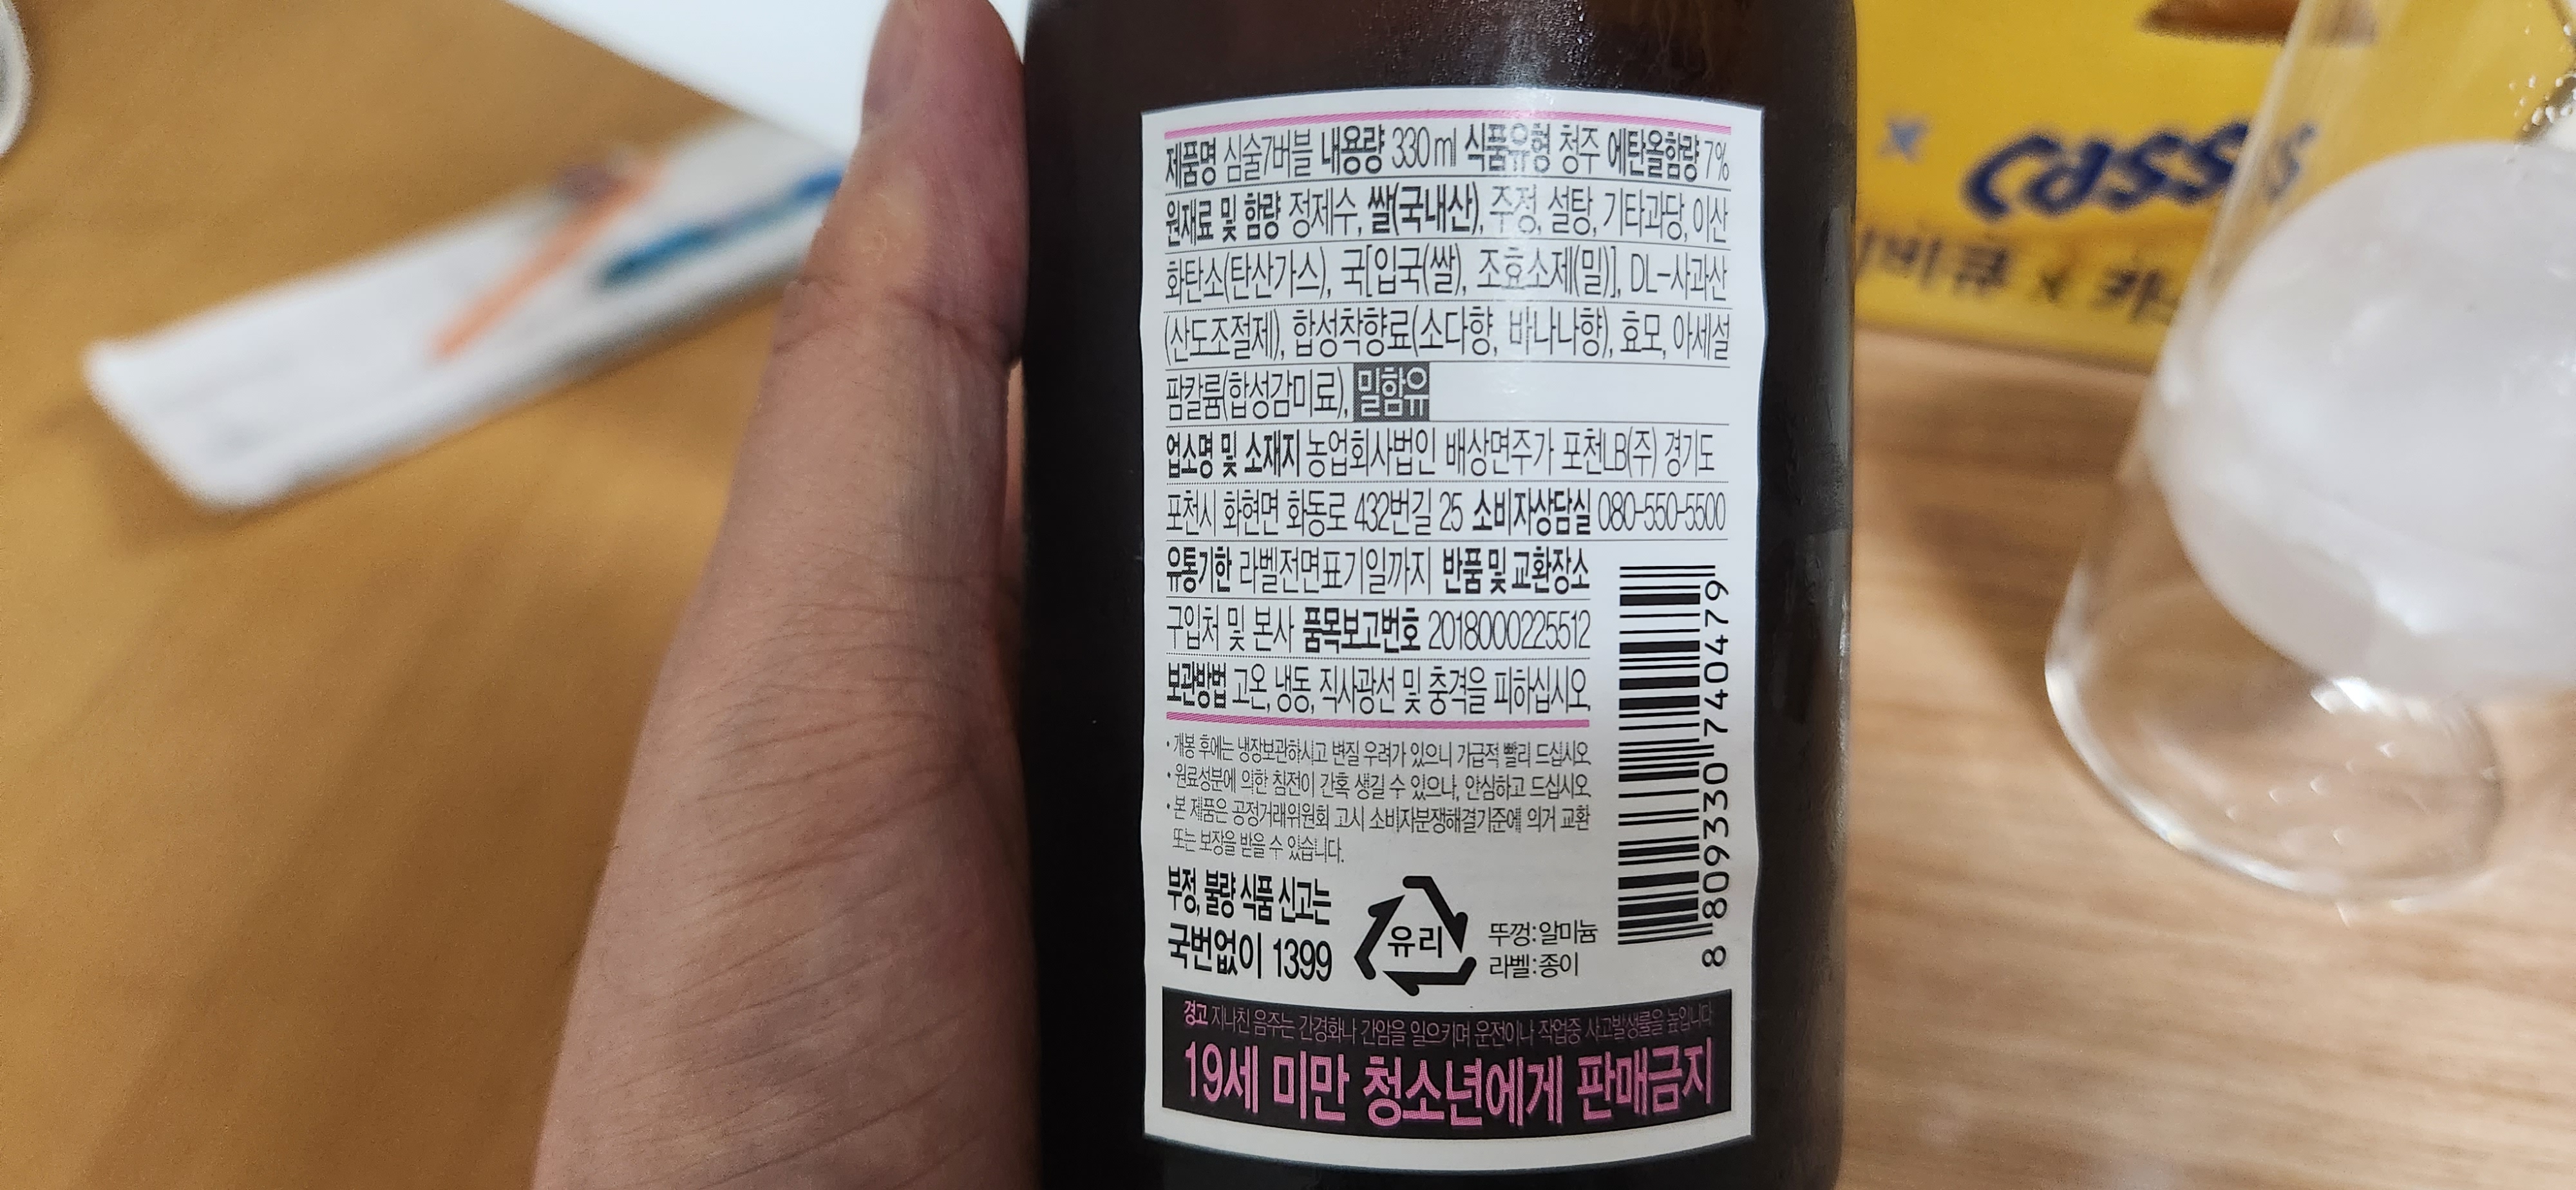 제품명 심술7버블 내용량 330㎖ 식품유형 청주 에탄올함량 7%
원재료 및 함량 정제수, 쌀(국내산), 주정, 설탕, 기타과당, 이산
화탄소(탄산가스), 국[입국(쌀), 조효소제(밀)], DL-사과산
(산도조절제), 합성착향료(소다향, 바나나향), 효모, 아세설
팜칼륨(합성감미료), 밀함유
업소명 및 소재지 농업회사법인 배상면주가 포천LB(주) 경기도
포천시 화현면 화동로 432번길 25 소비자상담실 080-550-5500
유통기한 라벨전면표기일까지 반품 및 교환장소
구입처 및 본사 품목보고번호 2018000225512
보관방법 고온, 냉동, 직사광선 및 충격을 피하십시오.
• 개봉 후에는 냉장보관하시고 변질 우려가 있으니 가급적 빨리 드십시오.
• 원료성분에 의한 침전이 간혹 생길 수 있으나, 안심하고 드십시오.
• 본 제품은 공정거래위원회 고시 소비자분쟁해결기준에 의거 교환
또는 보장을 받을 수 있습니다.
부정, 불량 식품 신고는
국번없이 1399
유리
뚜껑:알미늄
라벨:종이
8 809330 740479
경고 지나친 음주는 간경화나 간암을 일으키며 운전이나 작업중 사고발생률을 높입니다
19세 미만 청소년에게 판매금지
x cass